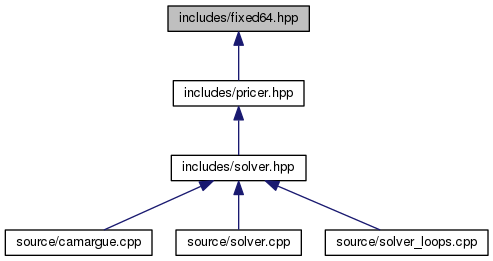 includes/fixed64.hpp
includes/pricer.hpp
includes/solver.hpp
source/camargue.cpp
source/solver.cpp
source/solver_loops.cpp